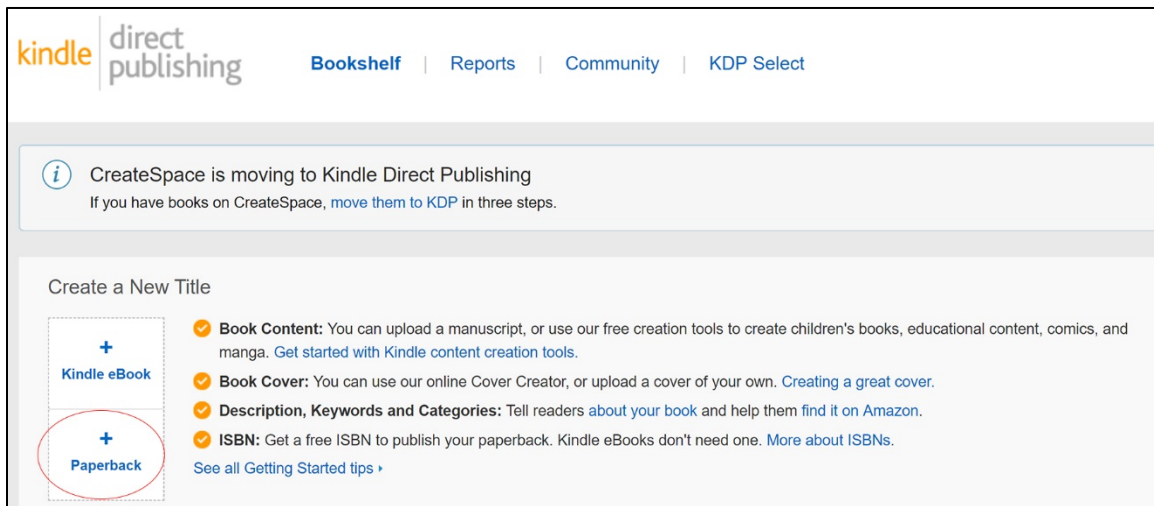 kindle direct publishing
Bookshelf | Reports | Community | KDP Select
i CreateSpace is moving to Kindle Direct Publishing
If you have books on CreateSpace, move them to KDP in three steps.
Create a New Title
+
Kindle eBook
+
Paperback
Book Content: You can upload a manuscript, or use our free creation tools to create children's books, educational content, comics, and
manga. Get started with Kindle content creation tools.
Book Cover: You can use our online Cover Creator, or upload a cover of your own. Creating a great cover.
Description, Keywords and Categories: Tell readers about your book and help them find it on Amazon.
ISBN: Get a free ISBN to publish your paperback. Kindle eBooks don't need one. More about ISBNs.
See all Getting Started tips ▸